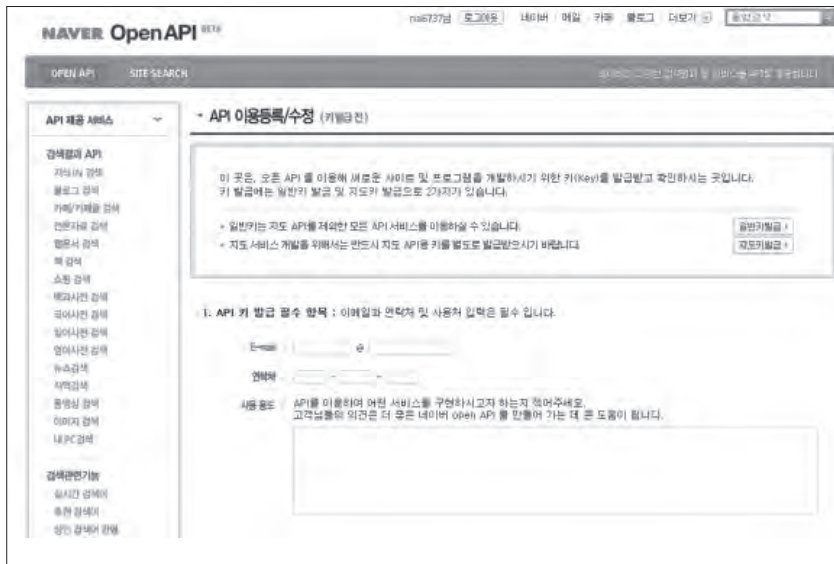 NAVER OpenAPI BETA
로그아웃 네이버 메일 카페 블로그 더보기 통합검색
OPEN API SITE SEARCH
API 제공 서비스
API 이용등록/수정 (키발급전)
검색결과 API
지식iN 검색
블로그 검색
전문자료 검색
웹문서 검색
책 검색
쇼핑 검색
백과사전 검색
국어사전 검색
일어사전 검색
영어사전 검색
뉴스검색
지역검색
동영상 검색
이미지 검색
내PC검색
검색관련기능
실시간 검색어
추천 검색어
성인 검색어 판별
이 곳은, 오픈 API 를 이용해 새로운 사이트 및 프로그램을 개발하시기 위한 키(Key)를 발급받고 확인하시는 곳입니다.
키 발급에는 일반키 발급 및 지도키 발급으로 2가지가 있습니다.
일반키는 지도 API를 제외한 모든 API 서비스를 이용하실 수 있습니다.
일반키발급
지도 서비스 개발을 위해서는 반드시 지도 API용 키를 별도로 발급받으시기 바랍니다.
지도키발급
1. API 키 발급 필수 항목 : 이메일과 연락처 및 사용처 입력은 필수 입니다.
E-mail @
연락처 - -
사용 용도
API를 이용하여 어떤 서비스를 구현하시고자 하는지 적어주세요.
고객님들의 의견은 더 좋은 네이버 open API 를 만들어 가는 데 큰 도움이 됩니다.